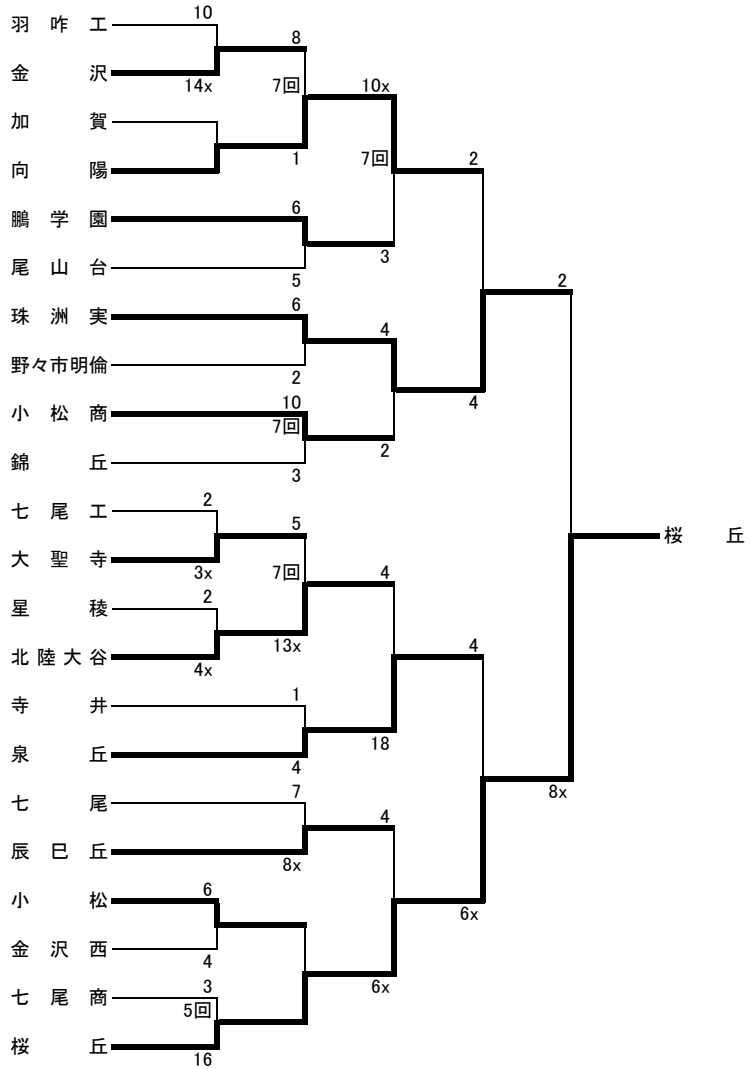 羽咋工 10
8
金沢 14x
7回 10x
加賀
向陽 1
7回 2
鵬学園 6
3
尾山台 5
2
珠洲実 6
4
野々市明倫 2
4
小松商 10
7回 2
錦丘 3
七尾工 2
5
桜丘
大聖寺 3x
7回 4
星稜 2
13x
北陸大谷 4x
4
寺井 1
18
泉丘 4
8x
七尾 7
4
辰巳丘 8x
小松 6
6x
金沢西 4
6x
七尾商 3
5回
桜丘 16